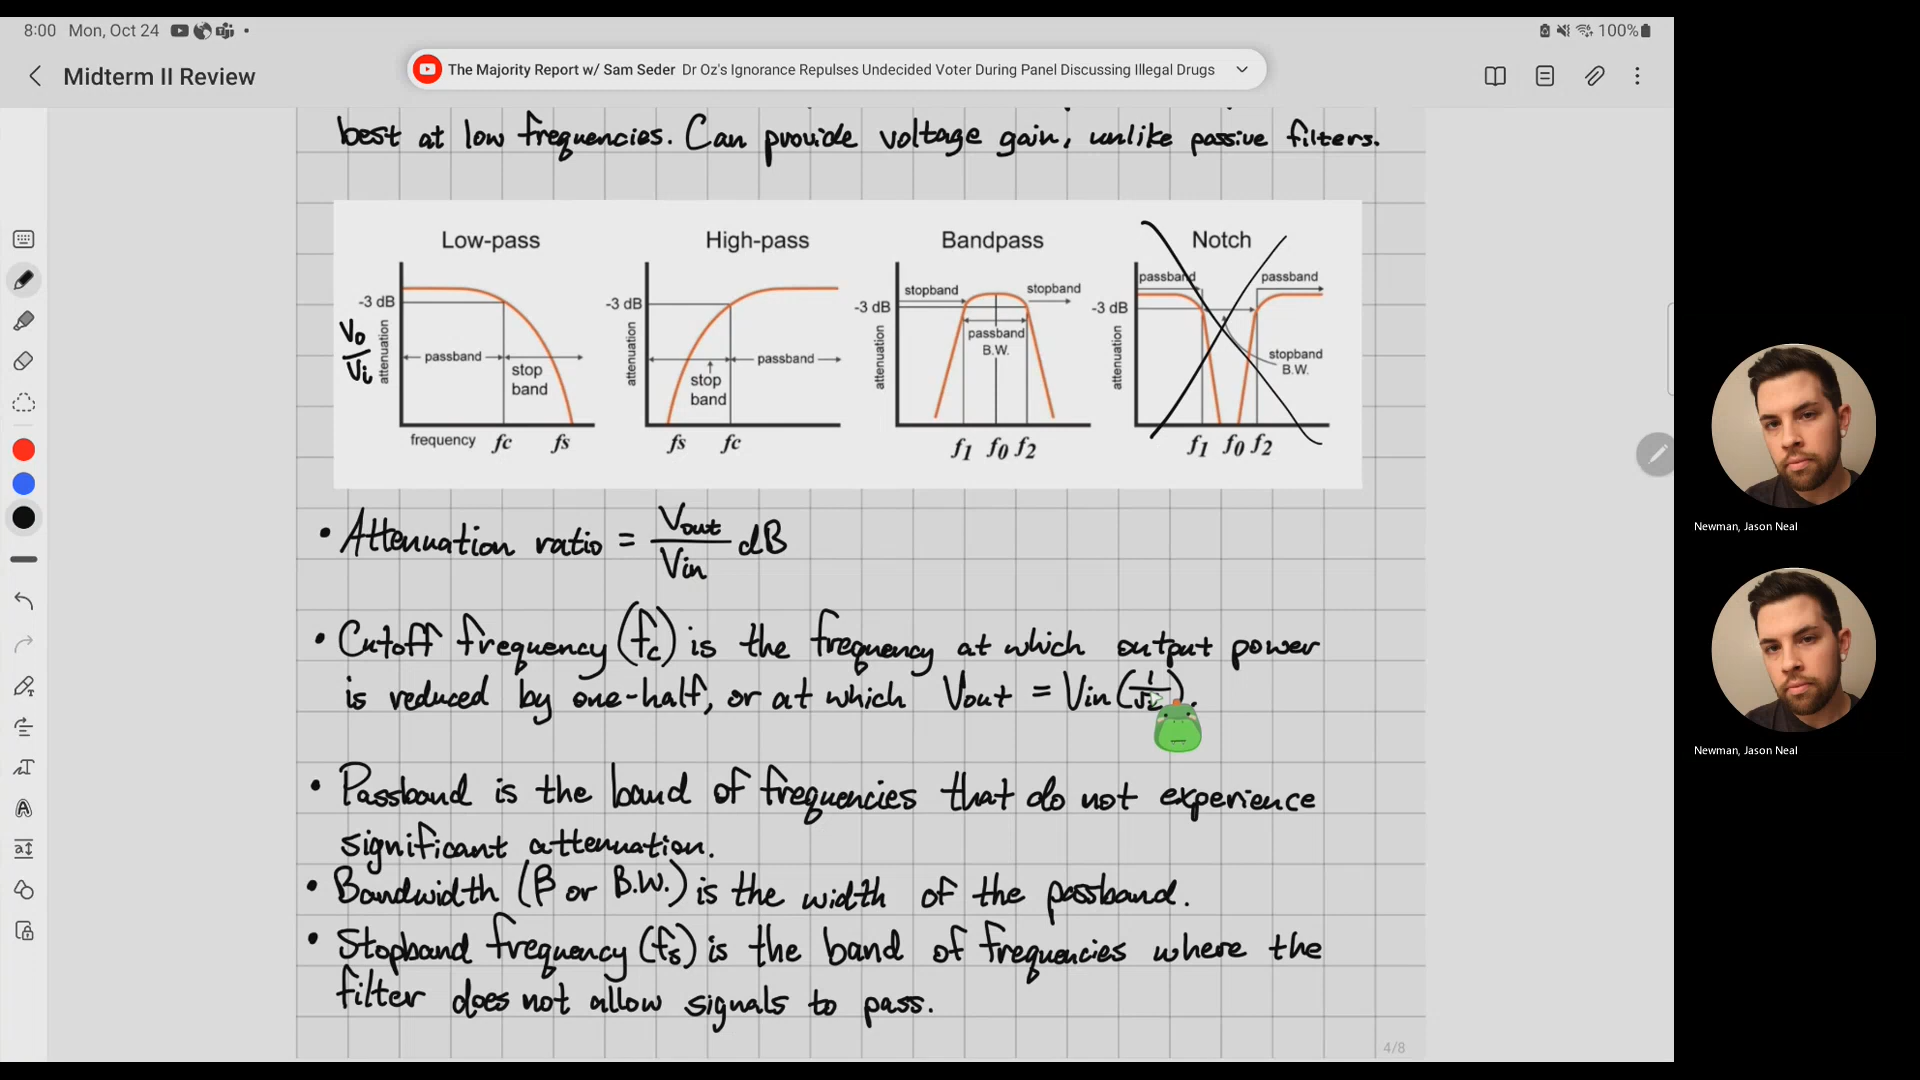 8:00 Mon, Oct 24
100%
Midterm II Review
The Majority Report w/ Sam Seder Dr Oz's Ignorance Repulses Undecided Voter During Panel Discussing Illegal Drugs
best at low frequencies. Can provide voltage gain, unlike passive filters.
Low-pass High-pass Bandpass Notch
-3 dB
attenuation
Vo
Vi
passband
stop
band
frequency fc fs
-3 dB
attenuation
stop
band
passband
fs fc
stopband stopband
-3 dB
attenuation
passband
B.W.
f1 f0 f2
passband passband
-3 dB
attenuation
stopband
B.W.
f1 f0 f2
• Attenuation ratio = Vout/Vin dB
• Cutoff frequency (fc) is the frequency at which output power
is reduced by one-half, or at which Vout = Vin (1/√2).
• Passband is the band of frequencies that do not experience
significant attenuation.
• Bandwidth (β or B.W.) is the width of the passband.
• Stopband frequency (fs) is the band of frequencies where the
filter does not allow signals to pass.
4/8
Newman, Jason Neal
Newman, Jason Neal